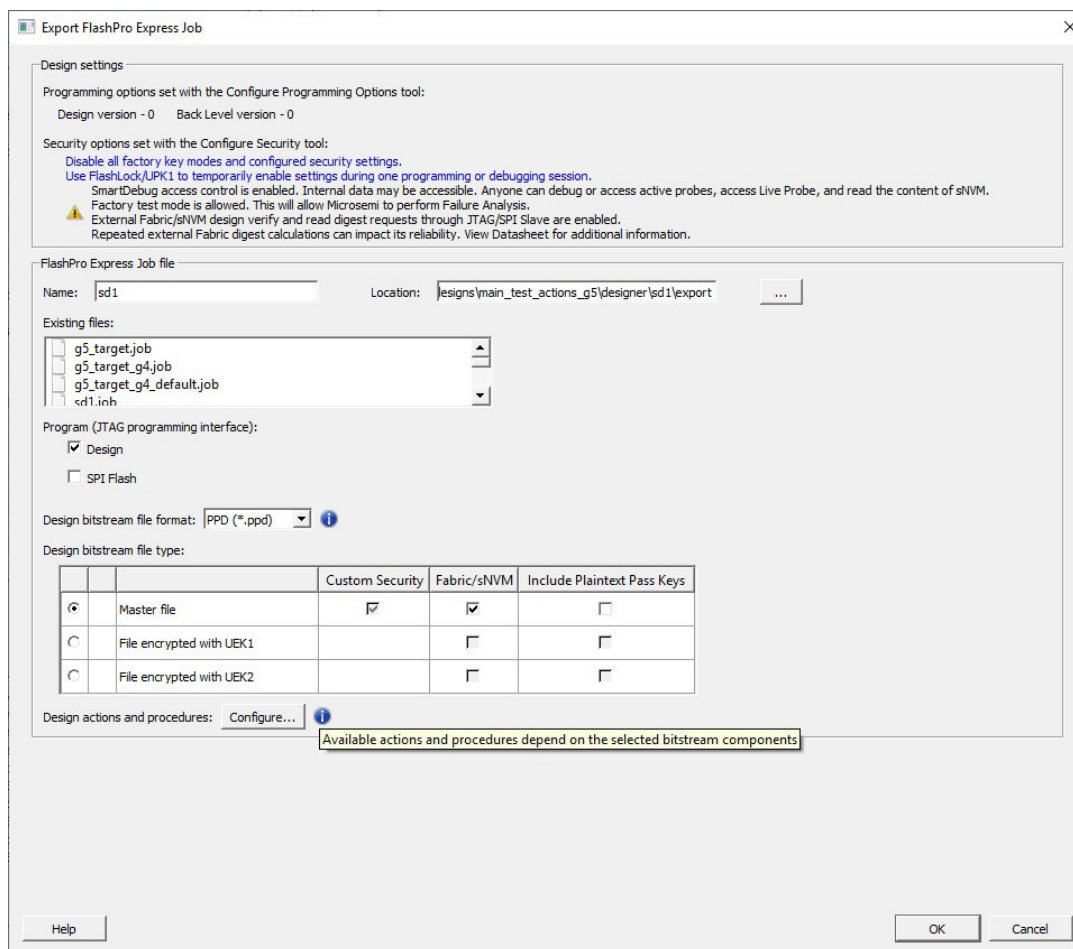 Export FlashPro Express Job
Design settings
Programming options set with the Configure Programming Options tool:
Design version - 0 Back Level version - 0
Security options set with the Configure Security tool:
Disable all factory key modes and configured security settings.
Use FlashLock/UPK1 to temporarily enable settings during one programming or debugging session.
SmartDebug access control is enabled. Internal data may be accessible. Anyone can debug or access active probes, access Live Probe, and read the content of sNVM.
Factory test mode is allowed. This will allow Microsemi to perform Failure Analysis.
External Fabric/sNVM design verify and read digest requests through JTAG/SPI Slave are enabled.
Repeated external Fabric digest calculations can impact its reliability. View Datasheet for additional information.
FlashPro Express Job file
Name: sd1 Location: lesigns\main_test_actions_g5\designer\sd1\export ...
Existing files:
g5_target.job
g5_target_g4.job
g5_target_g4_default.job
sd1.job
Program (JTAG programming interface):
Design
SPI Flash
Design bitstream file format: PPD (*.ppd)
Design bitstream file type:
Custom Security Fabric/sNVM Include Plaintext Pass Keys
Master file
File encrypted with UEK1
File encrypted with UEK2
Design actions and procedures: Configure...
Available actions and procedures depend on the selected bitstream components
Help OK Cancel